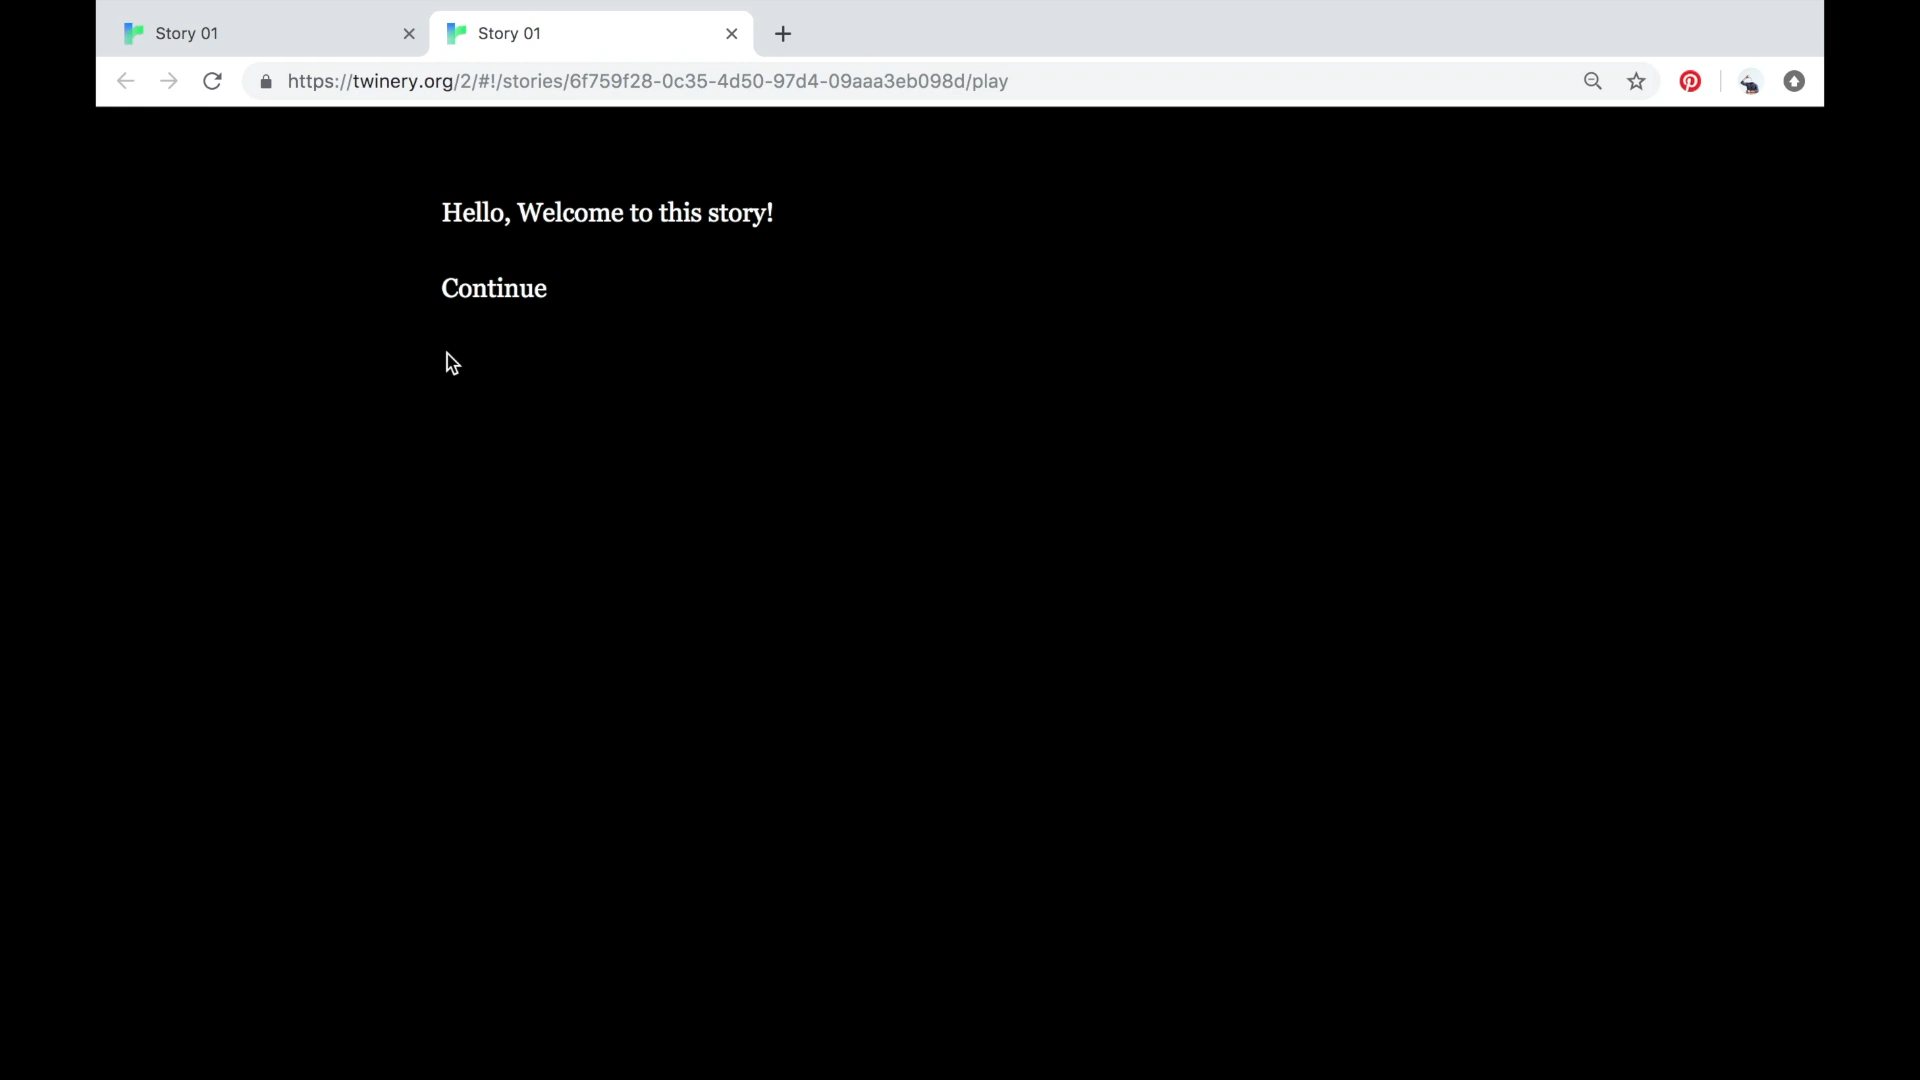 Story 01
Story 01
https://twinery.org/2/#!/stories/6f759f28-0c35-4d50-97d4-09aaa3eb098d/play
Hello, Welcome to this story!
Continue